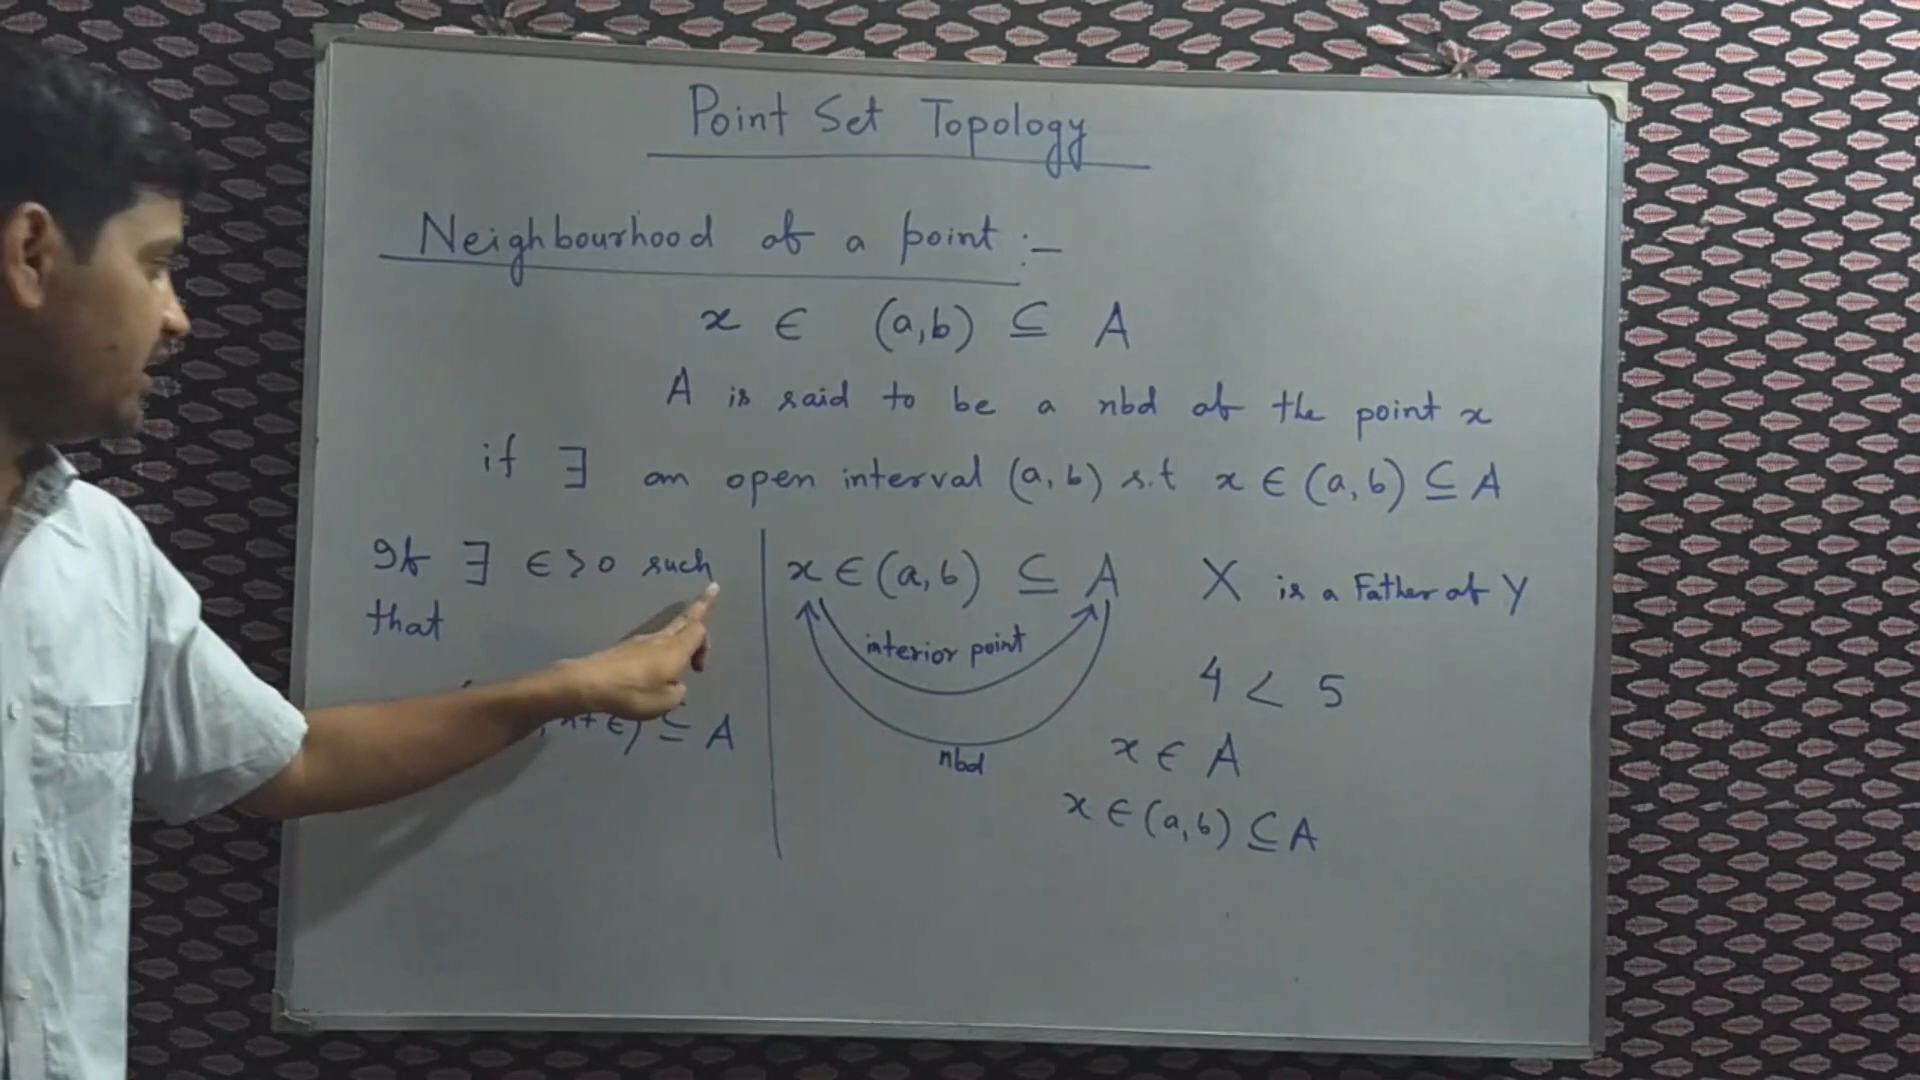 Point Set Topology
Neighbourhood of a point :-
x ∈ (a,b) ⊆ A
A is said to be a nbd of the point x
if ∃ an open interval (a,b) s.t x ∈ (a,b) ⊆ A
If ∃ ∈>0 such
that
x+∈) ⊆ A
x ∈ (a,b) ⊆ A
interior point
nbd
X is a Father of Y
4 < 5
x ∈ A
x ∈ (a,b) ⊆ A